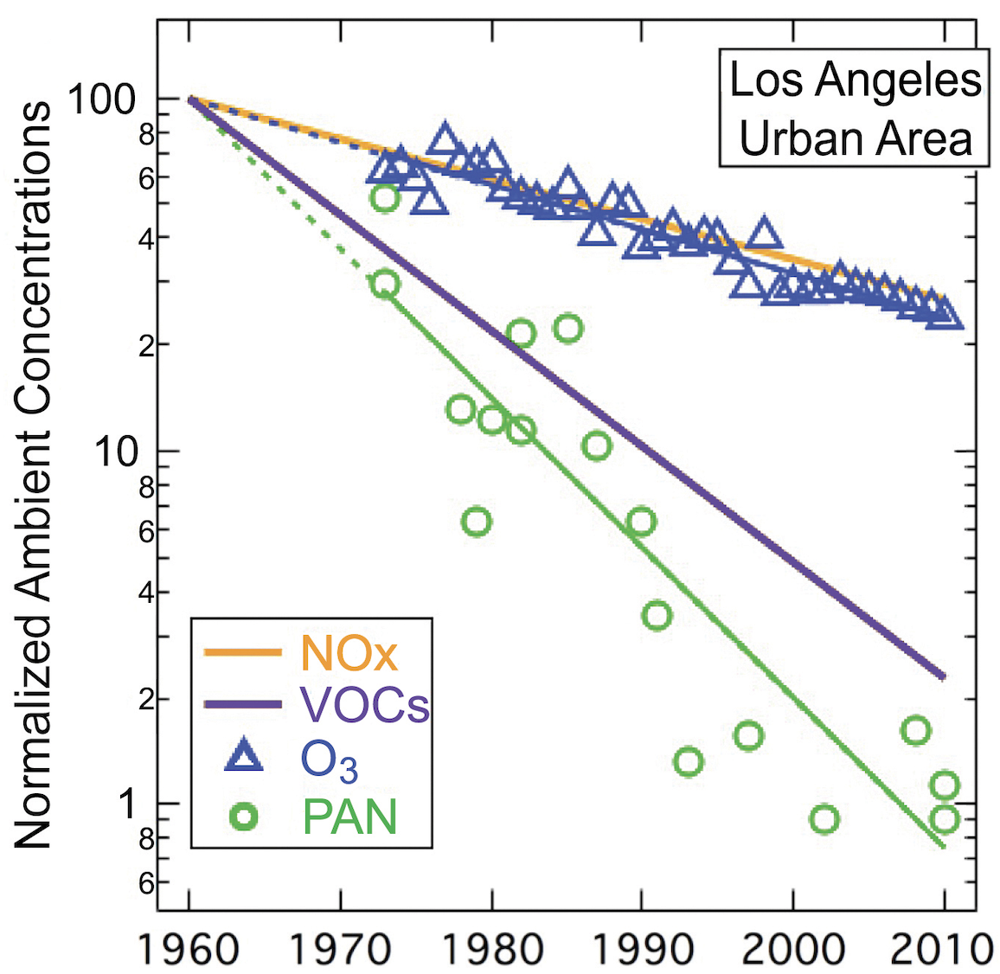 Los Angeles
Urban Area
Normalized Ambient Concentrations
100
8
6
4
2
10
8
6
4
2
1
8
6
NOx
VOCs
O₃
PAN
1960 1970 1980 1990 2000 2010